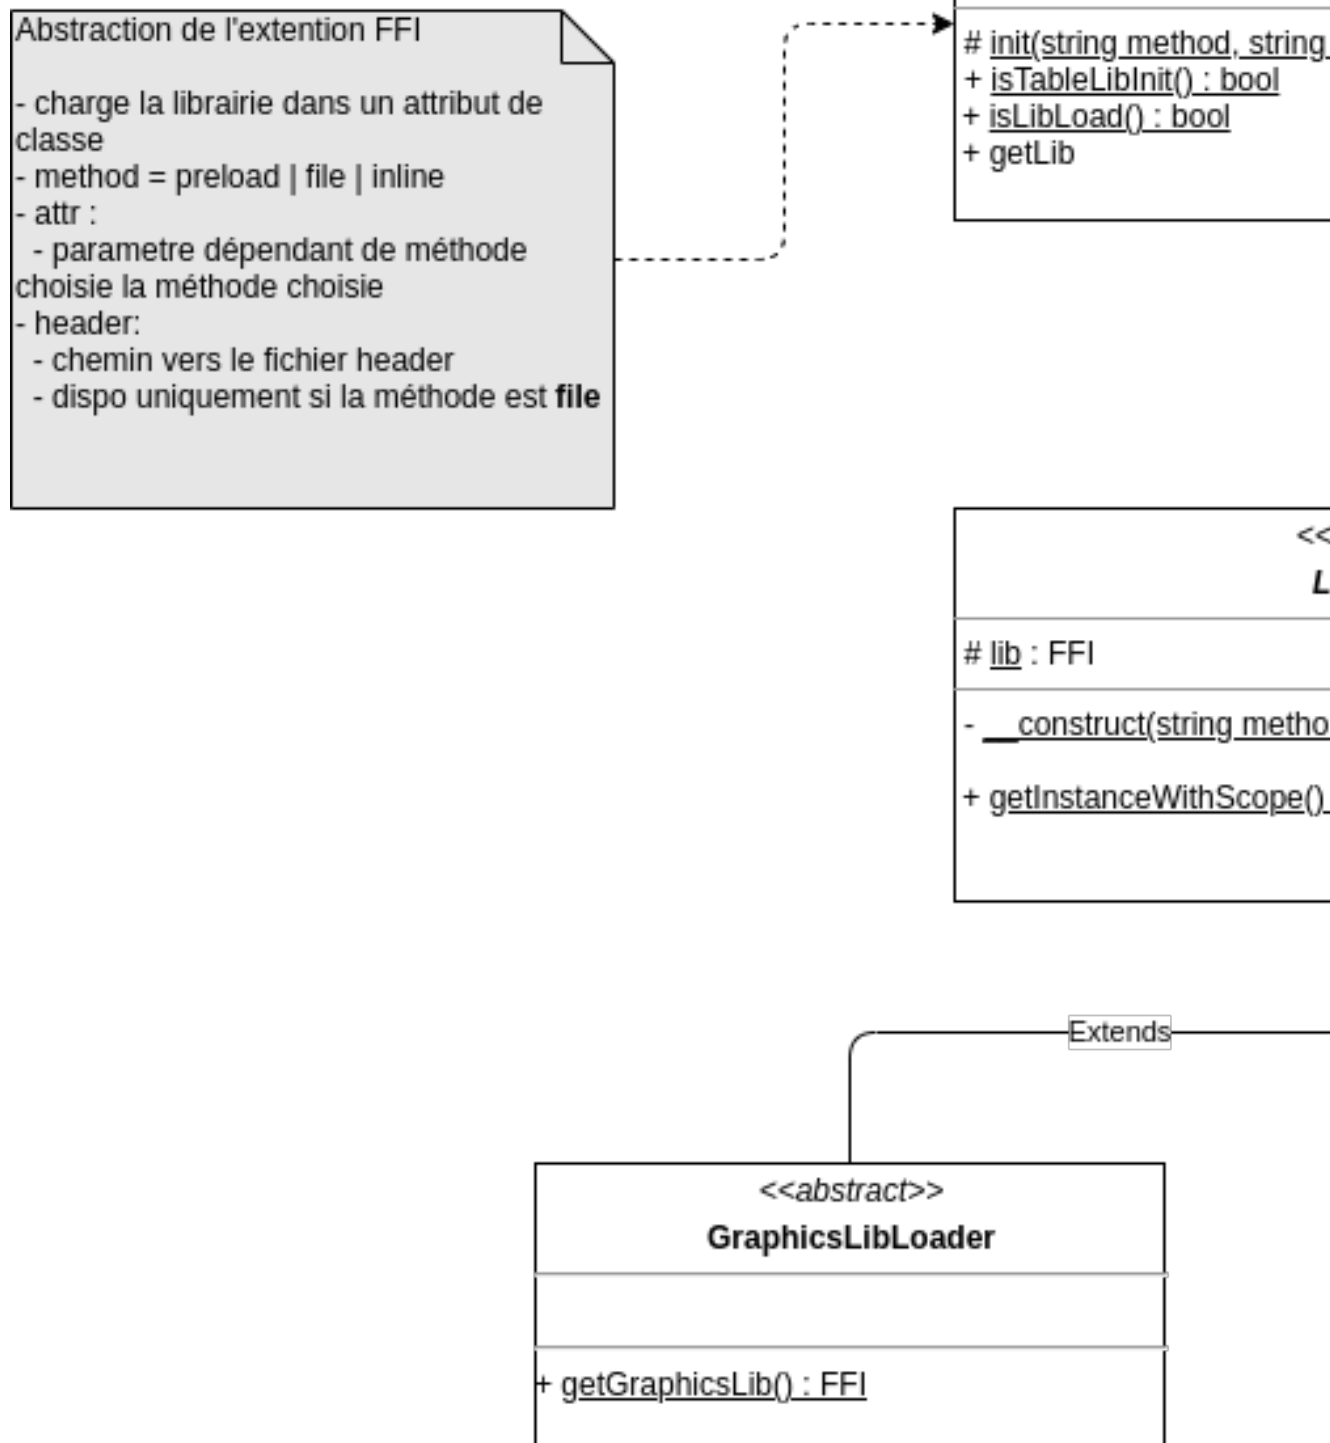 Abstraction de l'extention FFI
- charge la librairie dans un attribut de
classe
- method = preload | file | inline
- attr :
- parametre dépendant de méthode
choisie la méthode choisie
- header:
- chemin vers le fichier header
- dispo uniquement si la méthode est file
# init(string method, string
+ isTableLibInit() : bool
+ isLibLoad() : bool
+ getLib
<<
L
# lib : FFI
- __construct(string metho
+ getInstanceWithScope()
Extends
<<abstract>>
GraphicsLibLoader
+ getGraphicsLib() : FFI